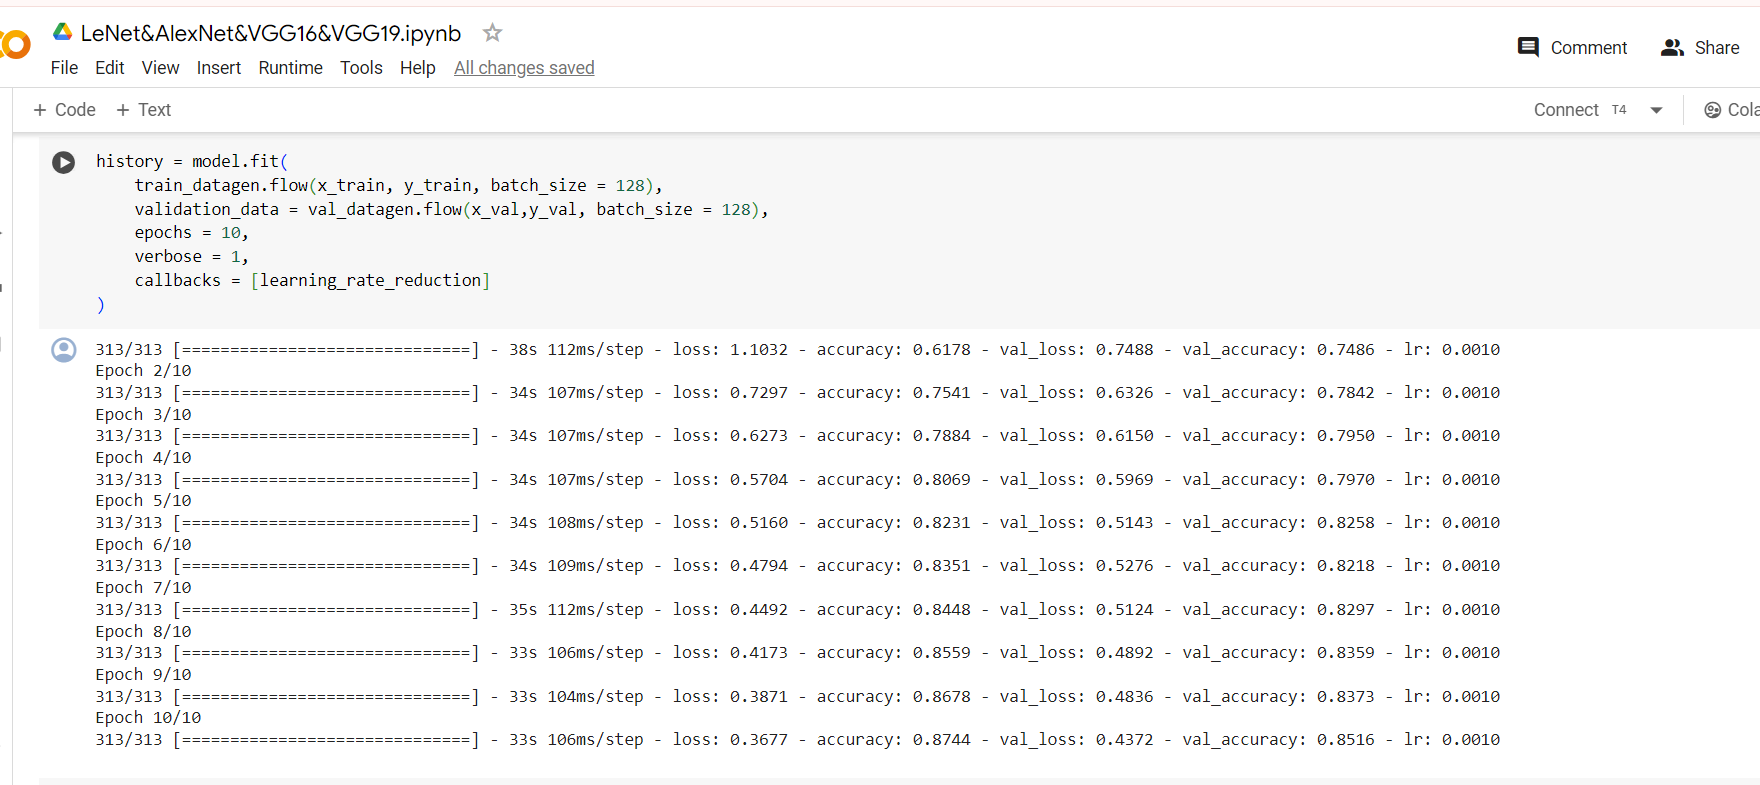 LeNet&AlexNet&VGG16&VGG19.ipynb
File Edit View Insert Runtime Tools Help All changes saved
Comment Share
+ Code + Text
Connect T4
history = model.fit(
train_datagen.flow(x_train, y_train, batch_size = 128),
validation_data = val_datagen.flow(x_val,y_val, batch_size = 128),
epochs = 10,
verbose = 1,
callbacks = [learning_rate_reduction]
)
313/313 [==============================] - 38s 112ms/step - loss: 1.1032 - accuracy: 0.6178 - val_loss: 0.7488 - val_accuracy: 0.7486 - lr: 0.0010
Epoch 2/10
313/313 [==============================] - 34s 107ms/step - loss: 0.7297 - accuracy: 0.7541 - val_loss: 0.6326 - val_accuracy: 0.7842 - lr: 0.0010
Epoch 3/10
313/313 [==============================] - 34s 107ms/step - loss: 0.6273 - accuracy: 0.7884 - val_loss: 0.6150 - val_accuracy: 0.7950 - lr: 0.0010
Epoch 4/10
313/313 [==============================] - 34s 107ms/step - loss: 0.5704 - accuracy: 0.8069 - val_loss: 0.5969 - val_accuracy: 0.7970 - lr: 0.0010
Epoch 5/10
313/313 [==============================] - 34s 108ms/step - loss: 0.5160 - accuracy: 0.8231 - val_loss: 0.5143 - val_accuracy: 0.8258 - lr: 0.0010
Epoch 6/10
313/313 [==============================] - 34s 109ms/step - loss: 0.4794 - accuracy: 0.8351 - val_loss: 0.5276 - val_accuracy: 0.8218 - lr: 0.0010
Epoch 7/10
313/313 [==============================] - 35s 112ms/step - loss: 0.4492 - accuracy: 0.8448 - val_loss: 0.5124 - val_accuracy: 0.8297 - lr: 0.0010
Epoch 8/10
313/313 [==============================] - 33s 106ms/step - loss: 0.4173 - accuracy: 0.8559 - val_loss: 0.4892 - val_accuracy: 0.8359 - lr: 0.0010
Epoch 9/10
313/313 [==============================] - 33s 104ms/step - loss: 0.3871 - accuracy: 0.8678 - val_loss: 0.4836 - val_accuracy: 0.8373 - lr: 0.0010
Epoch 10/10
313/313 [==============================] - 33s 106ms/step - loss: 0.3677 - accuracy: 0.8744 - val_loss: 0.4372 - val_accuracy: 0.8516 - lr: 0.0010